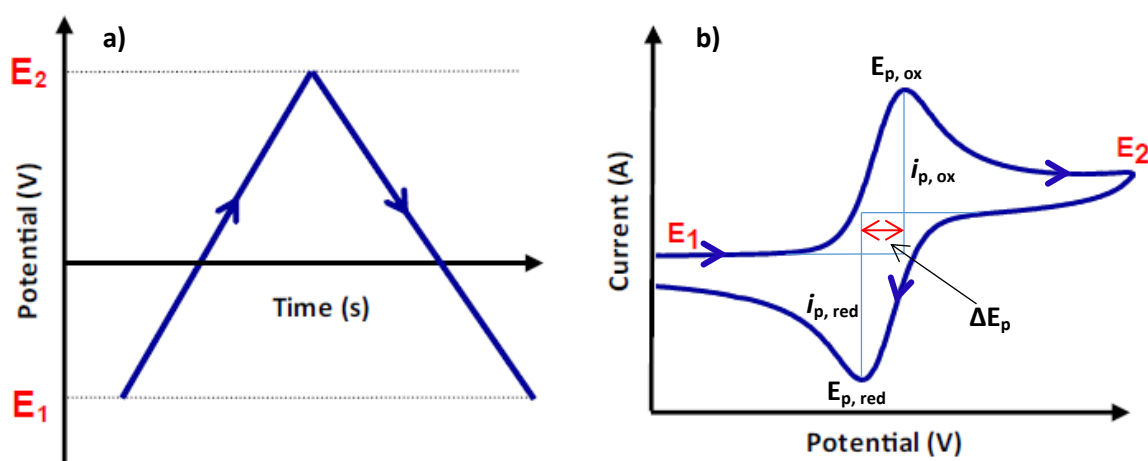 a)
E2
Potential (V)
Time (s)
E1
b)
Ep, ox
E2
ip, ox
Current (A)
E1
ip, red
ΔEp
Ep, red
Potential (V)